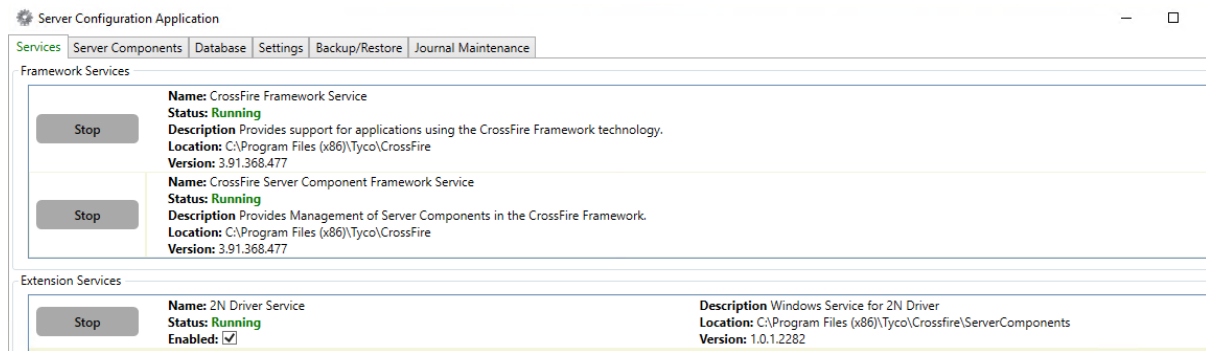 Server Configuration Application
Services Server Components Database Settings Backup/Restore Journal Maintenance
Framework Services
Name: CrossFire Framework Service
Status: Running
Stop
Description Provides support for applications using the CrossFire Framework technology.
Location: C:\Program Files (x86)\Tyco\CrossFire
Version: 3.91.368.477
Name: CrossFire Server Component Framework Service
Status: Running
Stop
Description Provides Management of Server Components in the CrossFire Framework.
Location: C:\Program Files (x86)\Tyco\CrossFire
Version: 3.91.368.477
Extension Services
Name: 2N Driver Service
Stop
Status: Running
Enabled:
Description Windows Service for 2N Driver
Location: C:\Program Files (x86)\Tyco\Crossfire\ServerComponents
Version: 1.0.1.2282